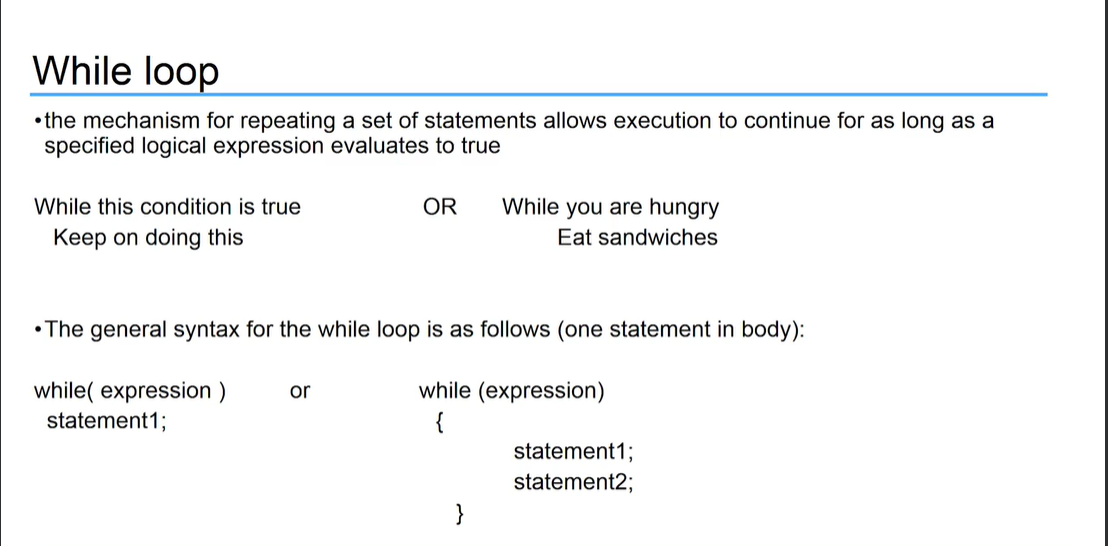 While loop
•the mechanism for repeating a set of statements allows execution to continue for as long as a
specified logical expression evaluates to true
While this condition is true OR While you are hungry
Keep on doing this Eat sandwiches
•The general syntax for the while loop is as follows (one statement in body):
while( expression ) or while (expression)
statement1; {
statement1;
statement2;
}